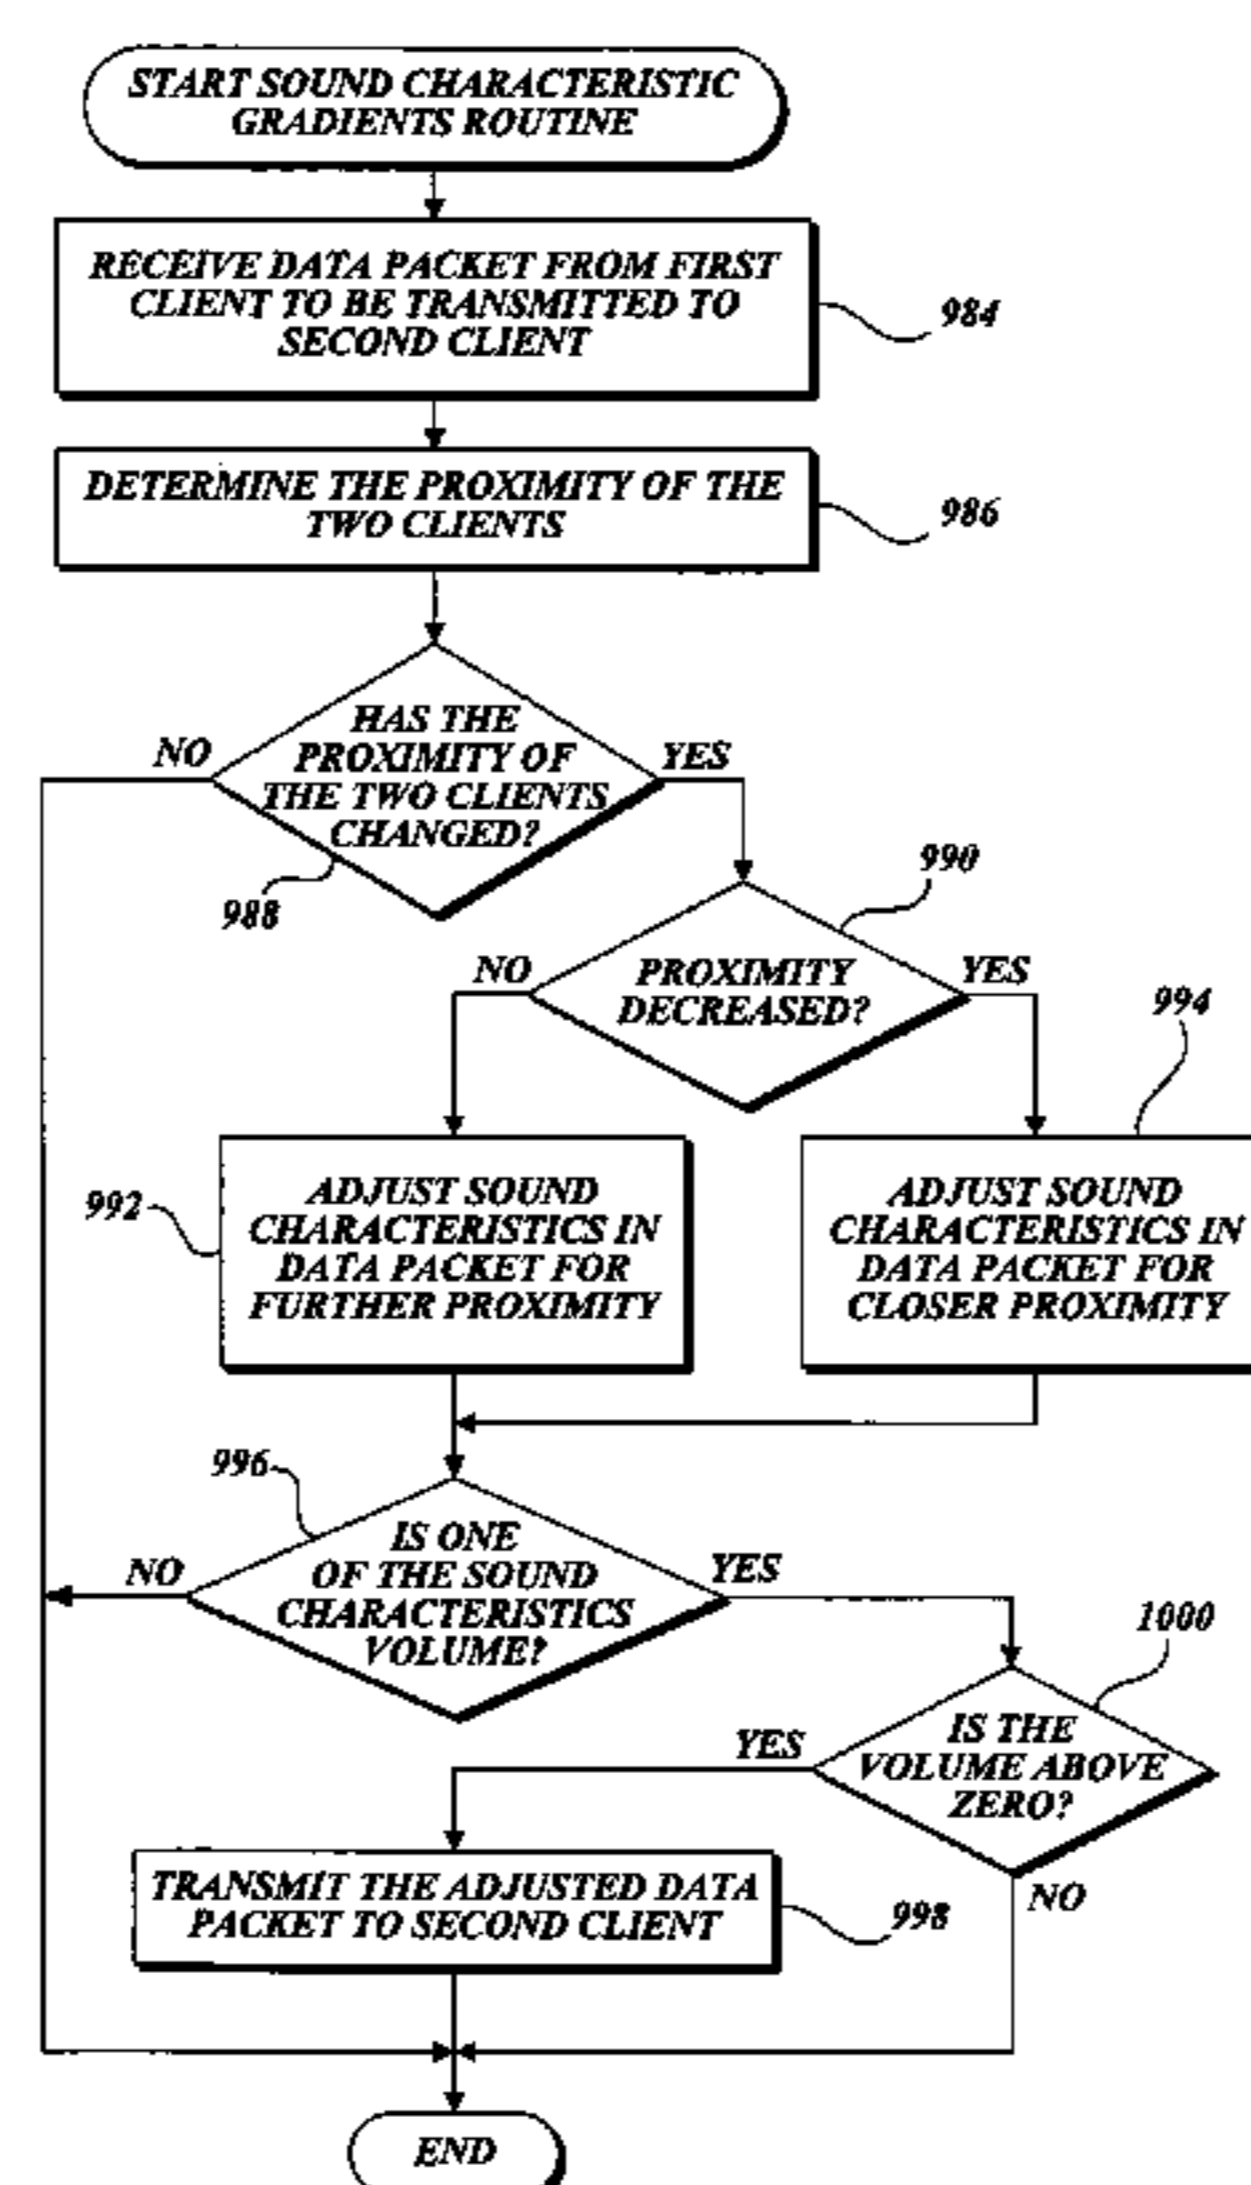 START SOUND CHARACTERISTIC
GRADIENTS ROUTINE
RECEIVE DATA PACKET FROM FIRST
CLIENT TO BE TRANSMITTED TO
SECOND CLIENT
984
DETERMINE THE PROXIMITY OF THE
TWO CLIENTS
986
HAS THE
PROXIMITY OF
THE TWO CLIENTS
CHANGED?
NO
YES
988
990
PROXIMITY
DECREASED?
NO
YES
994
992
ADJUST SOUND
CHARACTERISTICS IN
DATA PACKET FOR
FURTHER PROXIMITY
ADJUST SOUND
CHARACTERISTICS IN
DATA PACKET FOR
CLOSER PROXIMITY
996
IS ONE
OF THE SOUND
CHARACTERISTICS
VOLUME?
NO
YES
1000
IS THE
VOLUME ABOVE
ZERO?
YES
NO
TRANSMIT THE ADJUSTED DATA
PACKET TO SECOND CLIENT
998
END